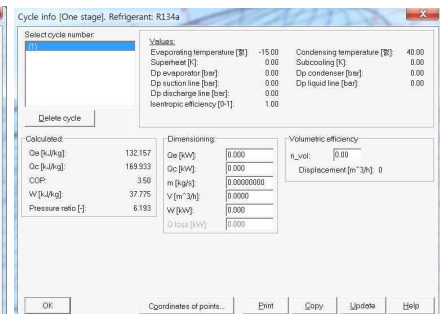 Cycle info [One stage]. Refrigerant: R134a
Select cycle number:
(1)
Delete cycle
Values:
Evaporating temperature [헣]: -15.00 Condensing temperature [헣]: 40.00
Superheat [K]: 0.00 Subcooling [K]: 0.00
Dp evaporator [bar]: 0.00 Dp condenser [bar]: 0.00
Dp suction line [bar]: 0.00 Dp liquid line [bar]: 0.00
Dp discharge line [bar]: 0.00
Isentropic efficiency [0-1]: 1.00
Calculated:
Qe [kJ/kg]: 132.157
Qc [kJ/kg]: 169.933
COP: 3.50
W [kJ/kg]: 37.775
Pressure ratio [-]: 6.193
Dimensioning:
Qe [kW]: 0.000
Qc [kW]: 0.000
m [kg/s]: 0.00000000
V [m^3/h]: 0.0000
W [kW]: 0.000
Q loss [kW]: 0.000
Volumetric efficiency
n_vol: 0.00
Displacement [m^3/h]: 0
OK
Coordinates of points...
Print
Copy
Update
Help